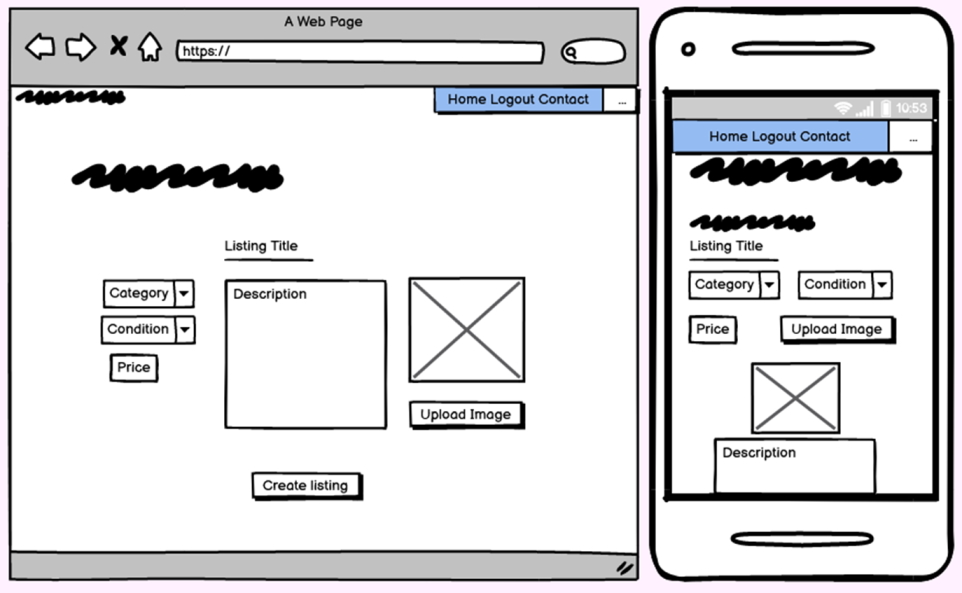 A Web Page
https://
Home Logout Contact
...
Listing Title
Category
Description
Condition
Price
Upload Image
Create listing
10:53
Home Logout Contact
...
Listing Title
Category
Condition
Price
Upload Image
Description